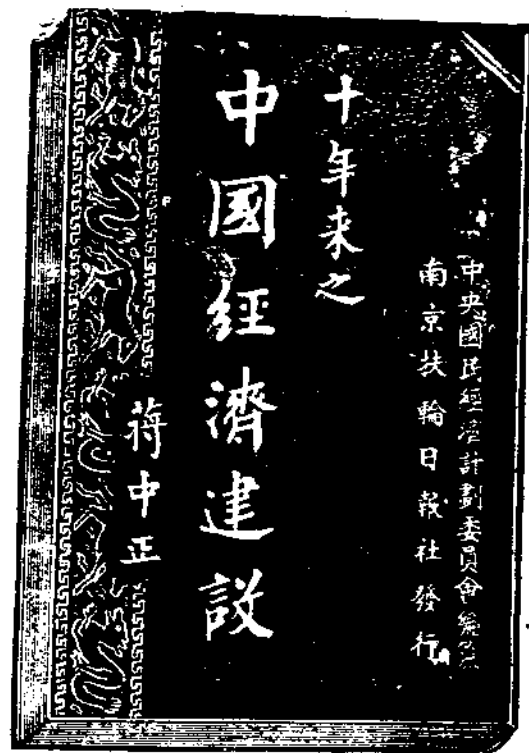 中央國民經濟計劃委員會編
南京扶輪日報社發行
十年来之
中國經濟建設
蔣中正